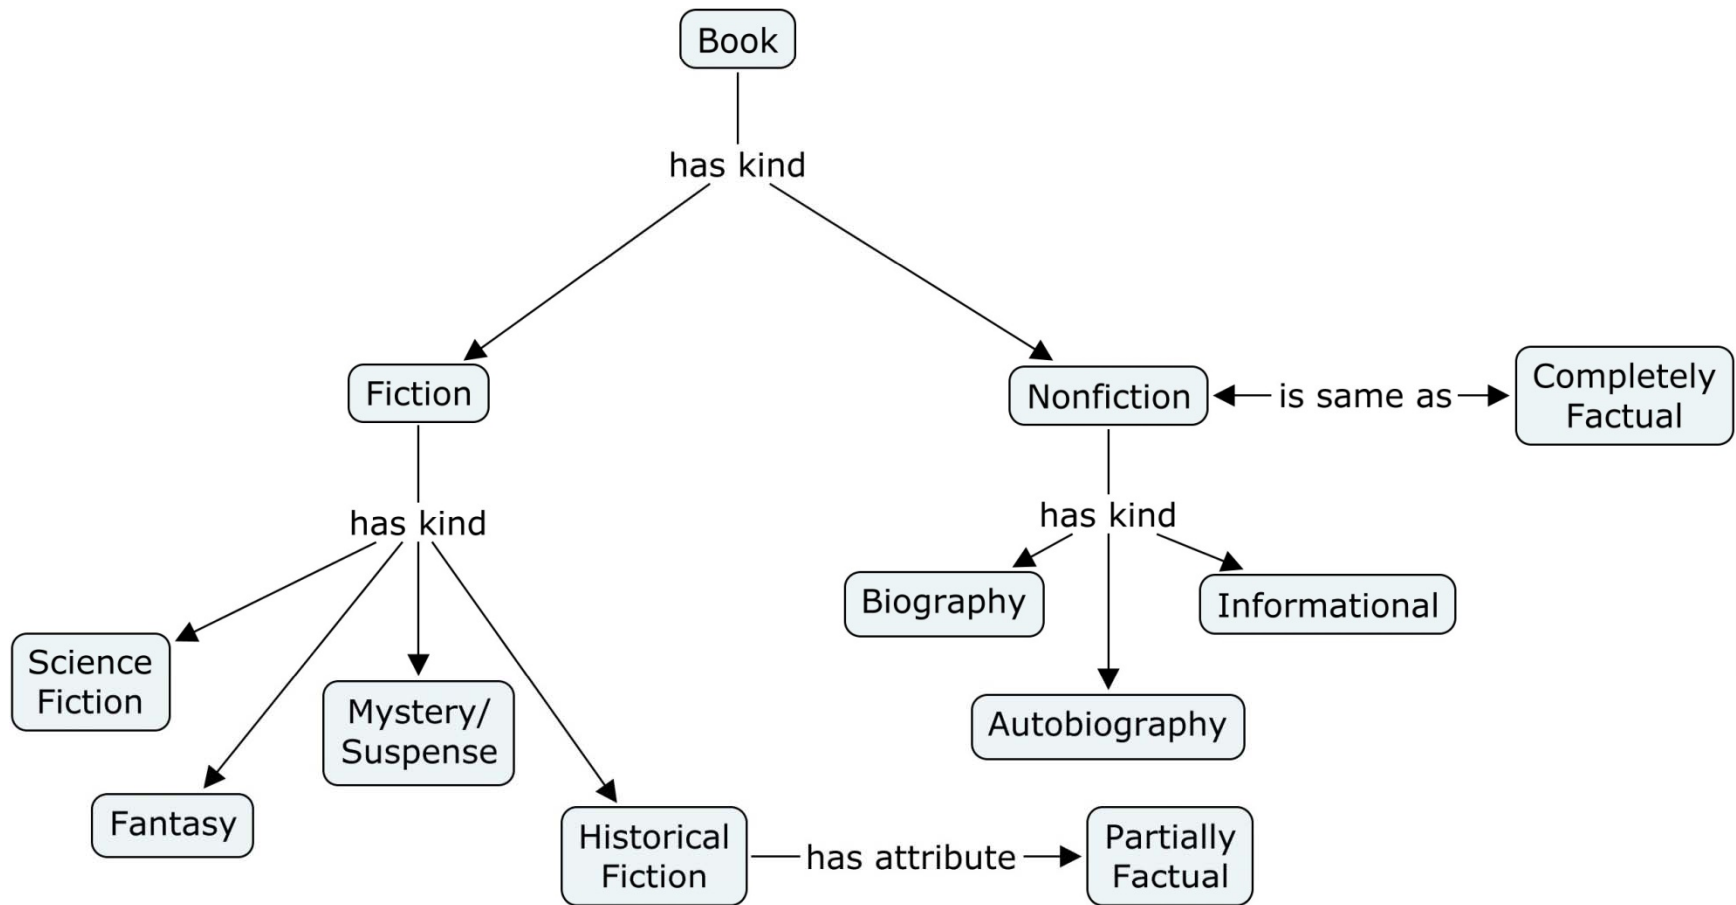 Book
has kind
Fiction
Nonfiction
is same as
Completely
Factual
has kind
Science
Fiction
Fantasy
Mystery/
Suspense
Historical
Fiction
has attribute
Partially
Factual
has kind
Biography
Autobiography
Informational